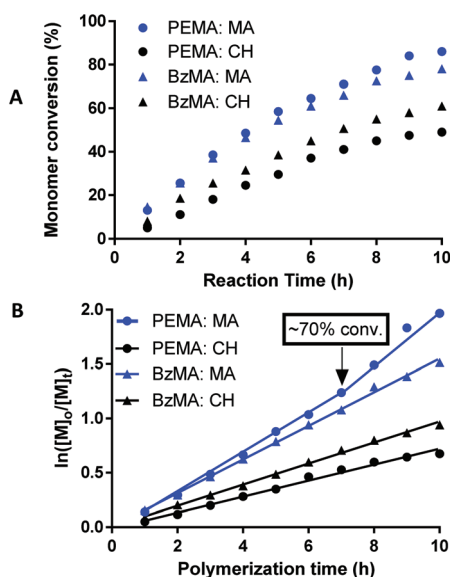 A
Monomer conversion (%)
100
80
60
40
20
0
PEMA: MA
PEMA: CH
BzMA: MA
BzMA: CH
0 2 4 6 8 10
Reaction Time (h)
B
ln([M]₀/[M]ₜ)
2.0
1.5
1.0
0.5
0.0
PEMA: MA
PEMA: CH
BzMA: MA
BzMA: CH
~70% conv.
0 2 4 6 8 10
Polymerization time (h)